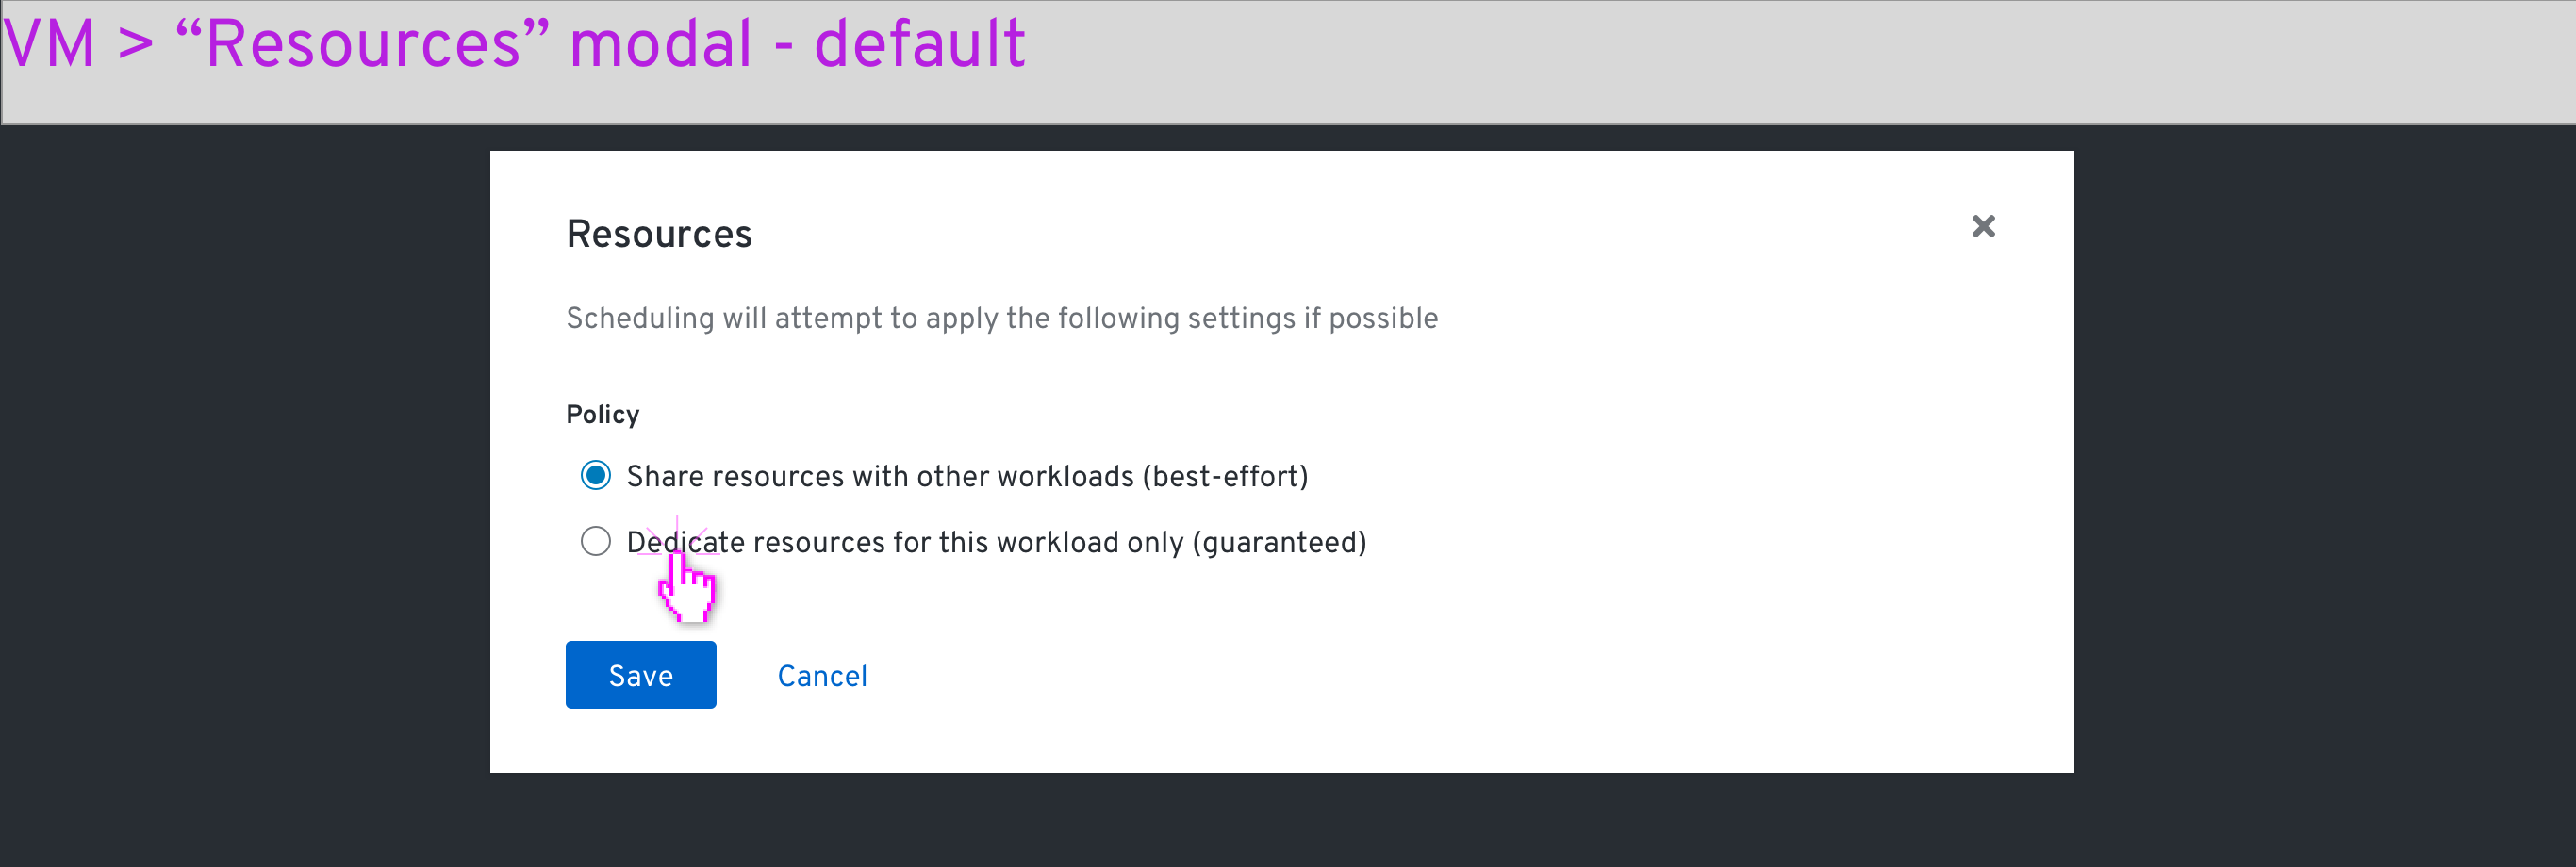 VM > “Resources” modal - default
Resources
Scheduling will attempt to apply the following settings if possible
Policy
Share resources with other workloads (best-effort)
Dedicate resources for this workload only (guaranteed)
Save Cancel